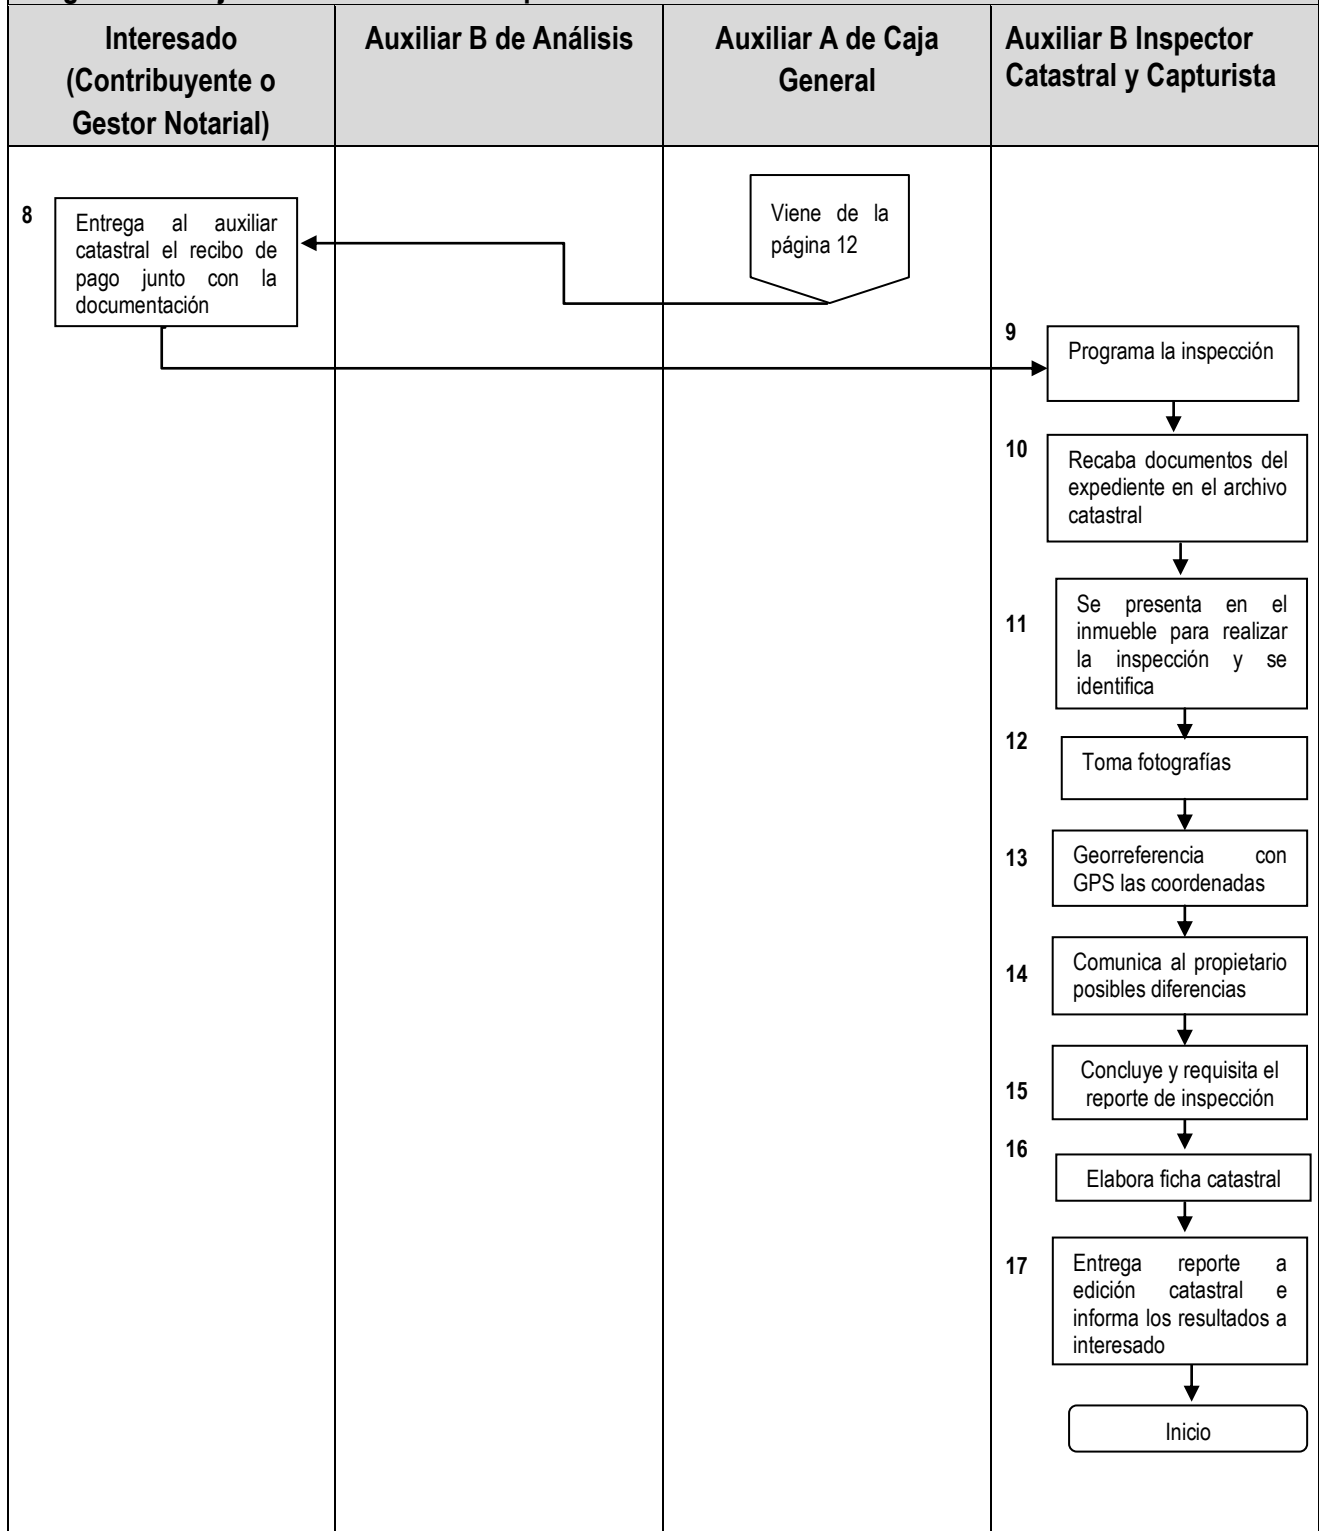 Interesado
(Contribuyente o
Gestor Notarial)
Auxiliar B de Análisis
Auxiliar A de Caja
General
Auxiliar B Inspector
Catastral y Capturista
Viene de la
página 12
8
Entrega al auxiliar
catastral el recibo de
pago junto con la
documentación
9
Programa la inspección
10
Recaba documentos del
expediente en el archivo
catastral
11
Se presenta en el
inmueble para realizar
la inspección y se
identifica
12
Toma fotografías
13
Georreferencia con
GPS las coordenadas
14
Comunica al propietario
posibles diferencias
15
Concluye y requisita el
reporte de inspección
16
Elabora ficha catastral
17
Entrega reporte a
edición catastral e
informa los resultados a
interesado
Inicio